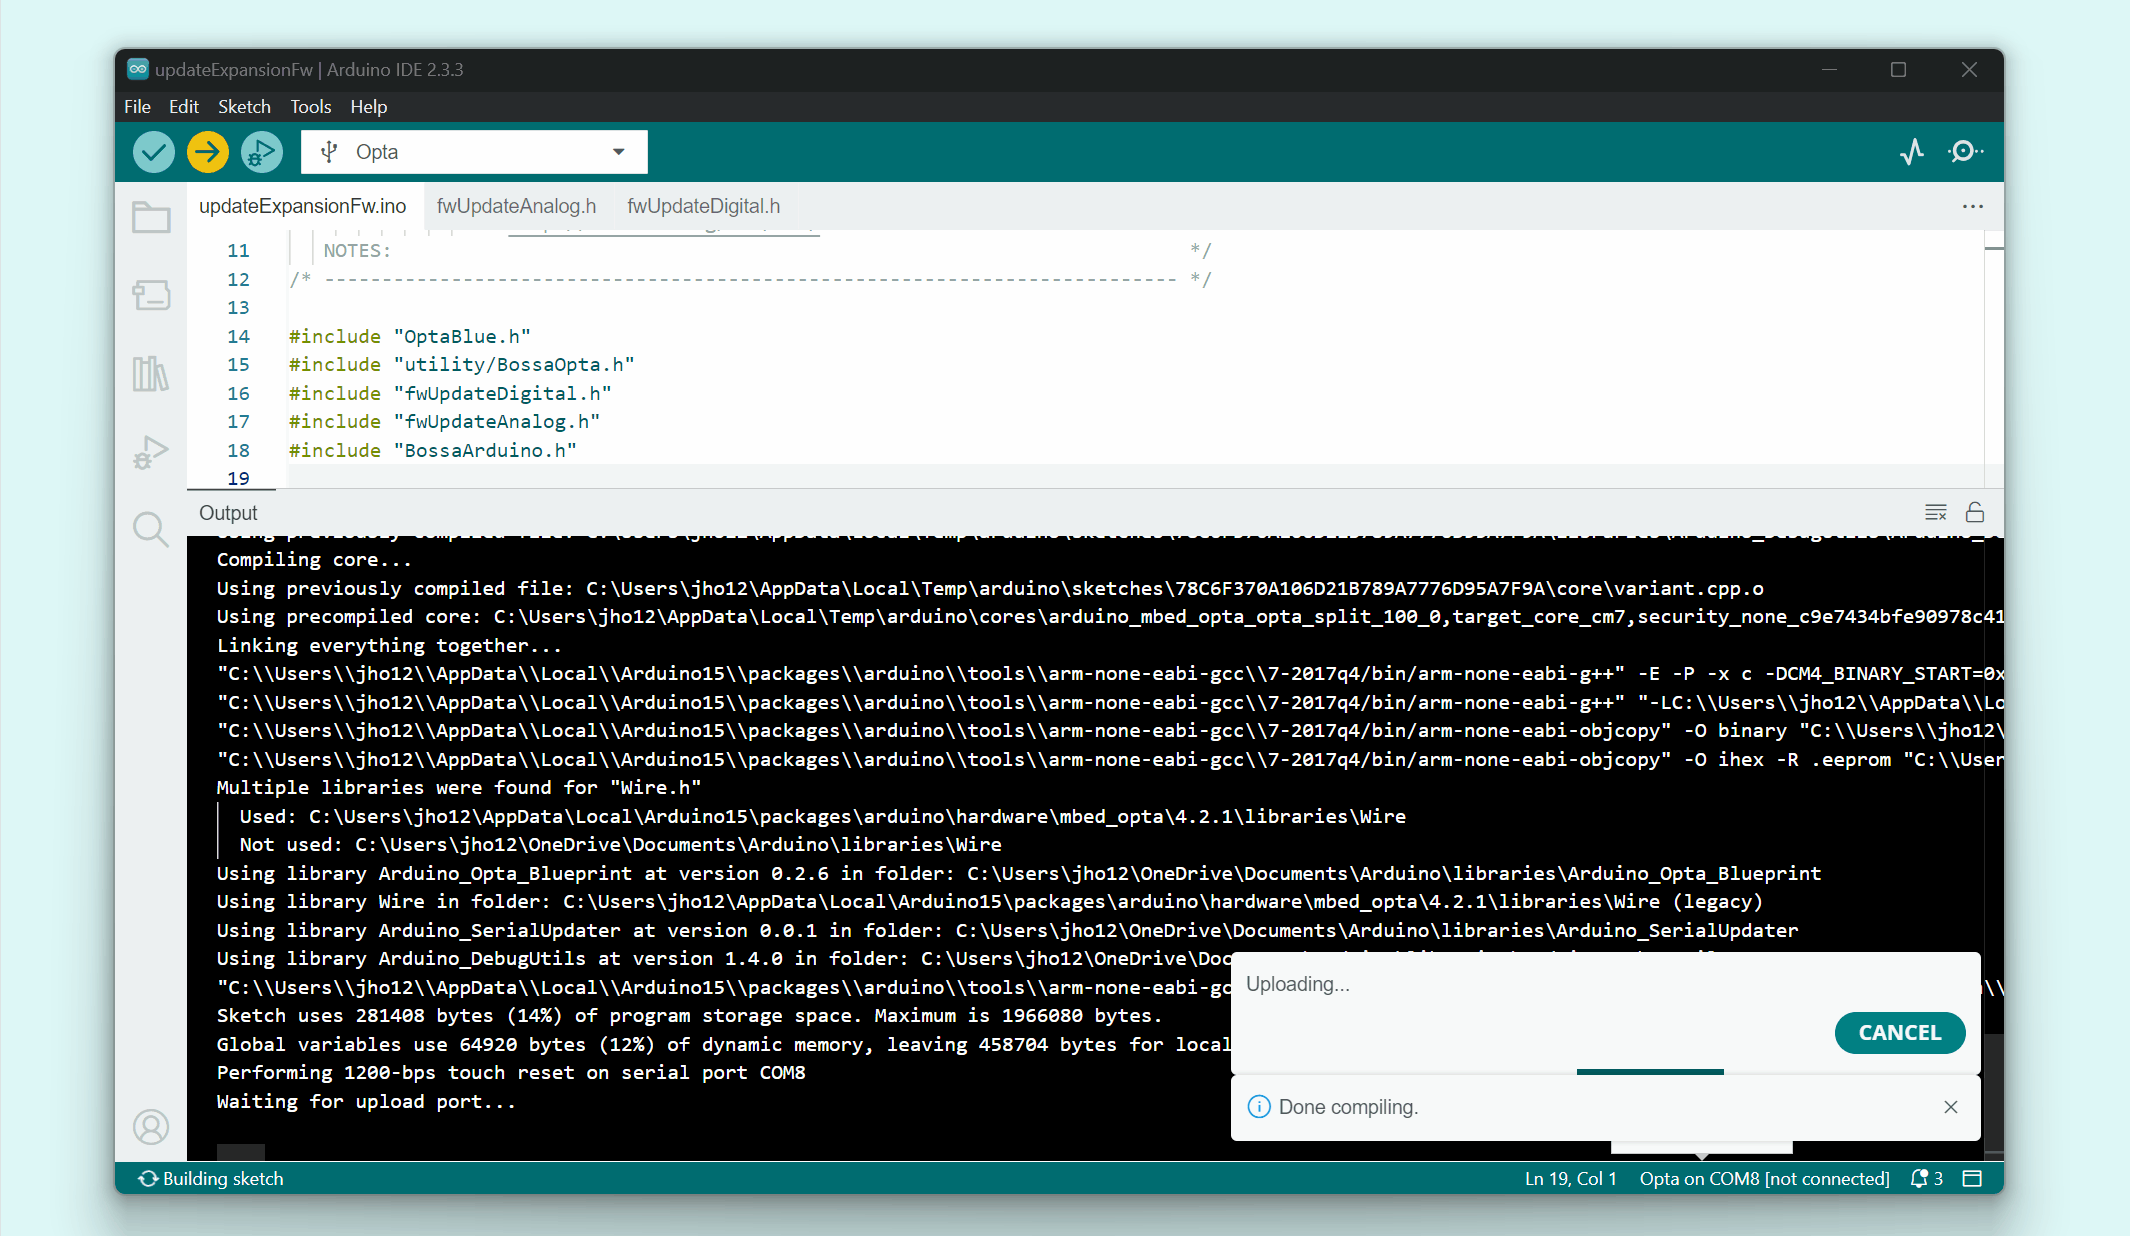 updateExpansionFw | Arduino IDE 2.3.3
File Edit Sketch Tools Help
Opta
updateExpansionFw.ino fwUpdateAnalog.h fwUpdateDigital.h
11 NOTES: */
12 /* -------------------------------------------------------------------------- */
13
14 #include "OptaBlue.h"
15 #include "utility/BossaOpta.h"
16 #include "fwUpdateDigital.h"
17 #include "fwUpdateAnalog.h"
18 #include "BossaArduino.h"
19
Output
Compiling core...
Using previously compiled file: C:\Users\jho12\AppData\Local\Temp\arduino\sketches\78C6F370A106D21B789A7776D95A7F9A\core\variant.cpp.o
Using precompiled core: C:\Users\jho12\AppData\Local\Temp\arduino\cores\arduino_mbed_opta_opta_split_100_0,target_core_cm7,security_none_c9e7434bfe90978c41
Linking everything together...
"C:\\Users\\jho12\\AppData\\Local\\Arduino15\\packages\\arduino\\tools\\arm-none-eabi-gcc\\7-2017q4/bin/arm-none-eabi-g++" -E -P -x c -DCM4_BINARY_START=0x
"C:\\Users\\jho12\\AppData\\Local\\Arduino15\\packages\\arduino\\tools\\arm-none-eabi-gcc\\7-2017q4/bin/arm-none-eabi-g++" "-LC:\\Users\\jho12\\AppData\\Lo
"C:\\Users\\jho12\\AppData\\Local\\Arduino15\\packages\\arduino\\tools\\arm-none-eabi-gcc\\7-2017q4/bin/arm-none-eabi-objcopy" -O binary "C:\\Users\\jho12\
"C:\\Users\\jho12\\AppData\\Local\\Arduino15\\packages\\arduino\\tools\\arm-none-eabi-gcc\\7-2017q4/bin/arm-none-eabi-objcopy" -O ihex -R .eeprom "C:\\User
Multiple libraries were found for "Wire.h"
Used: C:\Users\jho12\AppData\Local\Arduino15\packages\arduino\hardware\mbed_opta\4.2.1\libraries\Wire
Not used: C:\Users\jho12\OneDrive\Documents\Arduino\libraries\Wire
Using library Arduino_Opta_Blueprint at version 0.2.6 in folder: C:\Users\jho12\OneDrive\Documents\Arduino\libraries\Arduino_Opta_Blueprint
Using library Wire in folder: C:\Users\jho12\AppData\Local\Arduino15\packages\arduino\hardware\mbed_opta\4.2.1\libraries\Wire (legacy)
Using library Arduino_SerialUpdater at version 0.0.1 in folder: C:\Users\jho12\OneDrive\Documents\Arduino\libraries\Arduino_SerialUpdater
Using library Arduino_DebugUtils at version 1.4.0 in folder: C:\Users\jho12\OneDrive\Doc
"C:\\Users\\jho12\\AppData\\Local\\Arduino15\\packages\\arduino\\tools\\arm-none-eabi-gc
Sketch uses 281408 bytes (14%) of program storage space. Maximum is 1966080 bytes.
Global variables use 64920 bytes (12%) of dynamic memory, leaving 458704 bytes for local
Performing 1200-bps touch reset on serial port COM8
Waiting for upload port...
Uploading...
CANCEL
Done compiling.
Building sketch
Ln 19, Col 1 Opta on COM8 [not connected] 3